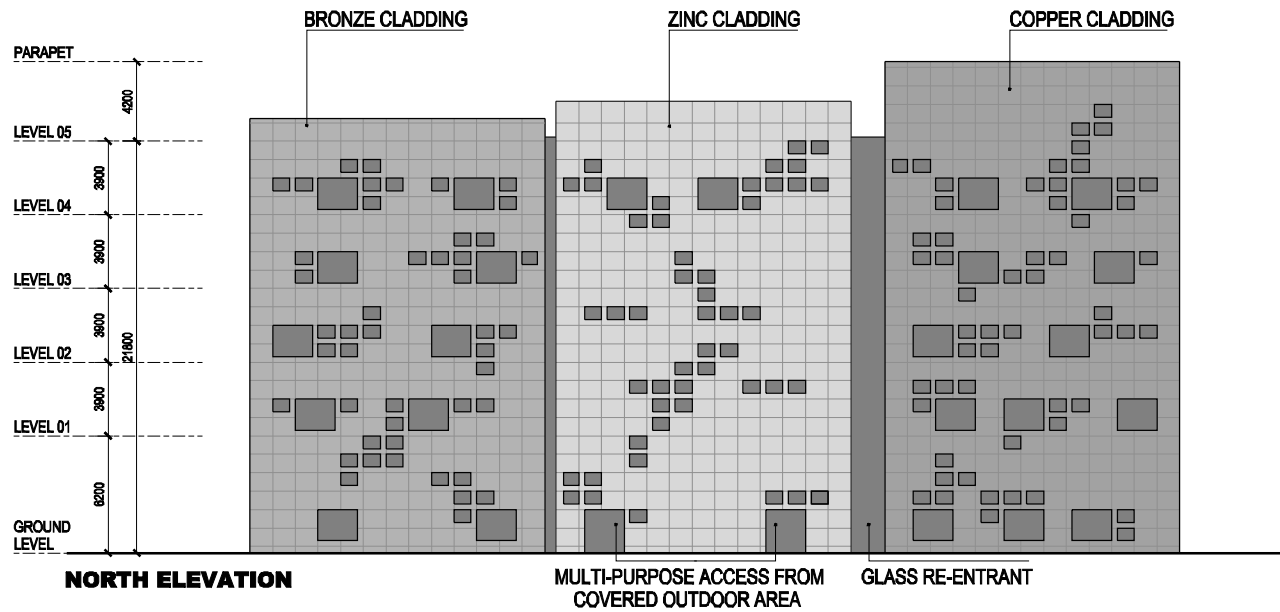 BRONZE CLADDING
ZINC CLADDING
COPPER CLADDING
PARAPET
4200
LEVEL 05
3900
LEVEL 04
3900
LEVEL 03
3900
21800
LEVEL 02
3900
LEVEL 01
6200
GROUND
LEVEL
NORTH ELEVATION
MULTI-PURPOSE ACCESS FROM
COVERED OUTDOOR AREA
GLASS RE-ENTRANT